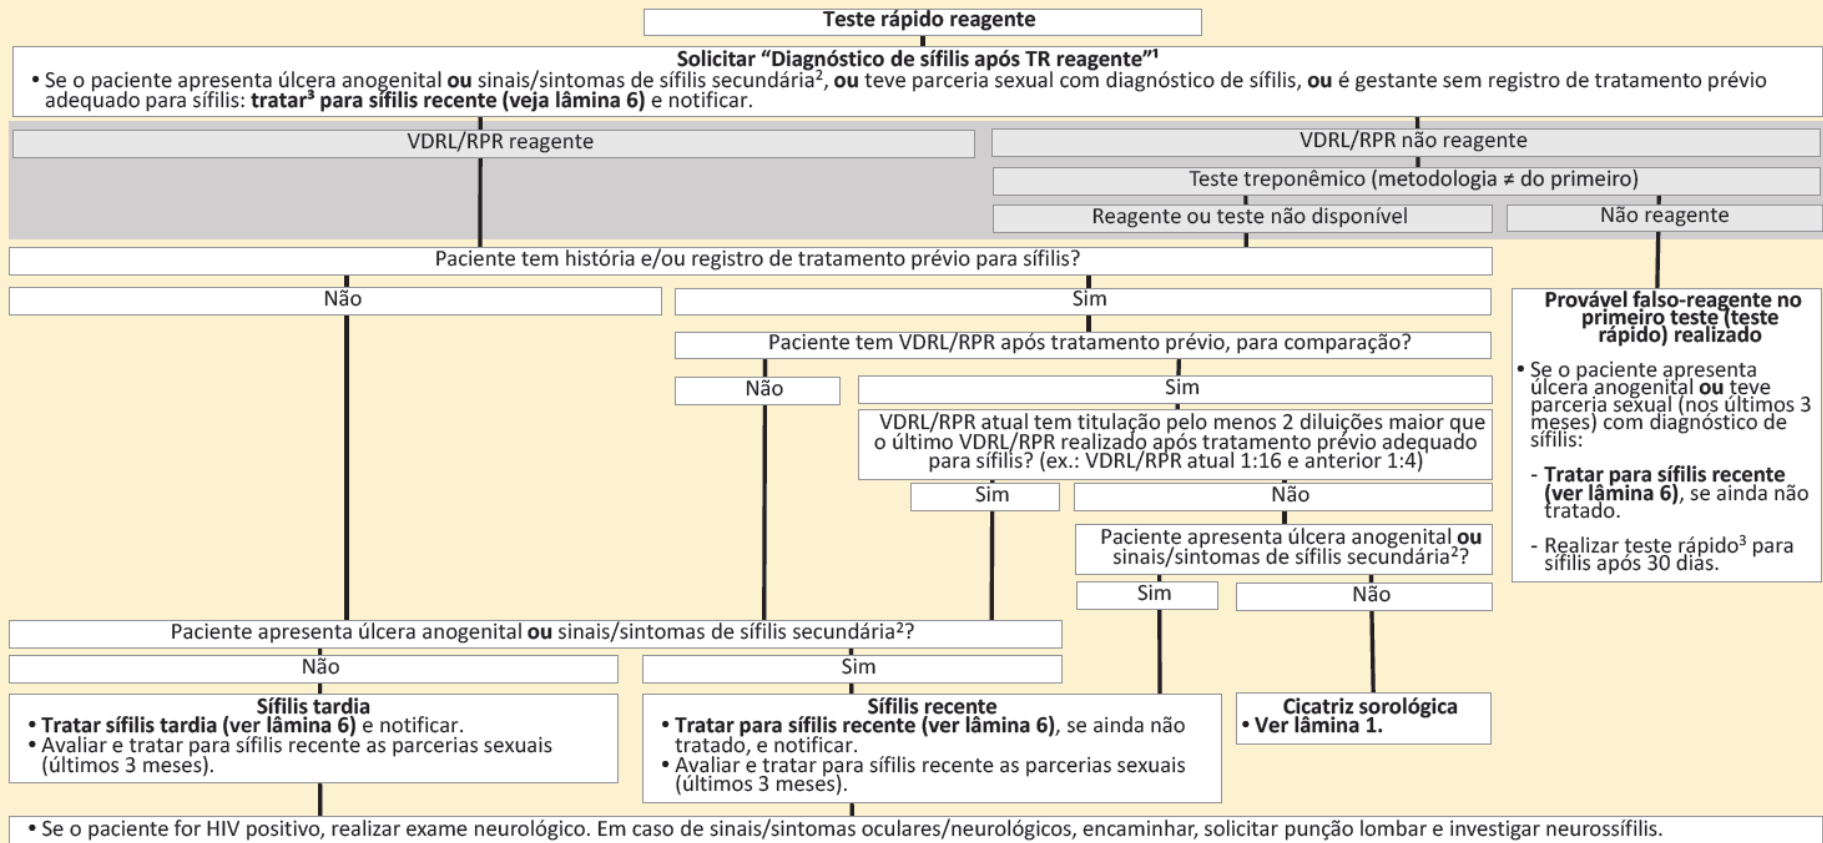 Teste rápido reagente
Solicitar “Diagnóstico de sífilis após TR reagente”¹
• Se o paciente apresenta úlcera anogenital ou sinais/sintomas de sífilis secundária², ou teve parceria sexual com diagnóstico de sífilis, ou é gestante sem registro de tratamento prévio
adequado para sífilis: tratar³ para sífilis recente (veja lâmina 6) e notificar.
VDRL/RPR reagente
VDRL/RPR não reagente
Teste treponêmico (metodologia ≠ do primeiro)
Reagente ou teste não disponível
Não reagente
Paciente tem história e/ou registro de tratamento prévio para sífilis?
Não
Sim
Paciente tem VDRL/RPR após tratamento prévio, para comparação?
Não
Sim
VDRL/RPR atual tem titulação pelo menos 2 diluições maior que
o último VDRL/RPR realizado após tratamento prévio adequado
para sífilis? (ex.: VDRL/RPR atual 1:16 e anterior 1:4)
Sim
Não
Paciente apresenta úlcera anogenital ou
sinais/sintomas de sífilis secundária²?
Sim
Não
Provável falso-reagente no
primeiro teste (teste
rápido) realizado
• Se o paciente apresenta
úlcera anogenital ou teve
parceria sexual (nos últimos 3
meses) com diagnóstico de
sífilis:
- Tratar para sífilis recente
(ver lâmina 6), se ainda não
tratado.
- Realizar teste rápido³ para
sífilis após 30 dias.
Paciente apresenta úlcera anogenital ou sinais/sintomas de sífilis secundária²?
Não
Sim
Sífilis tardia
• Tratar sífilis tardia (ver lâmina 6) e notificar.
• Avaliar e tratar para sífilis recente as parcerias sexuais
(últimos 3 meses).
Sífilis recente
• Tratar para sífilis recente (ver lâmina 6), se ainda não
tratado, e notificar.
• Avaliar e tratar para sífilis recente as parcerias sexuais
(últimos 3 meses).
Cicatriz sorológica
• Ver lâmina 1.
• Se o paciente for HIV positivo, realizar exame neurológico. Em caso de sinais/sintomas oculares/neurológicos, encaminhar, solicitar punção lombar e investigar neurossífilis.